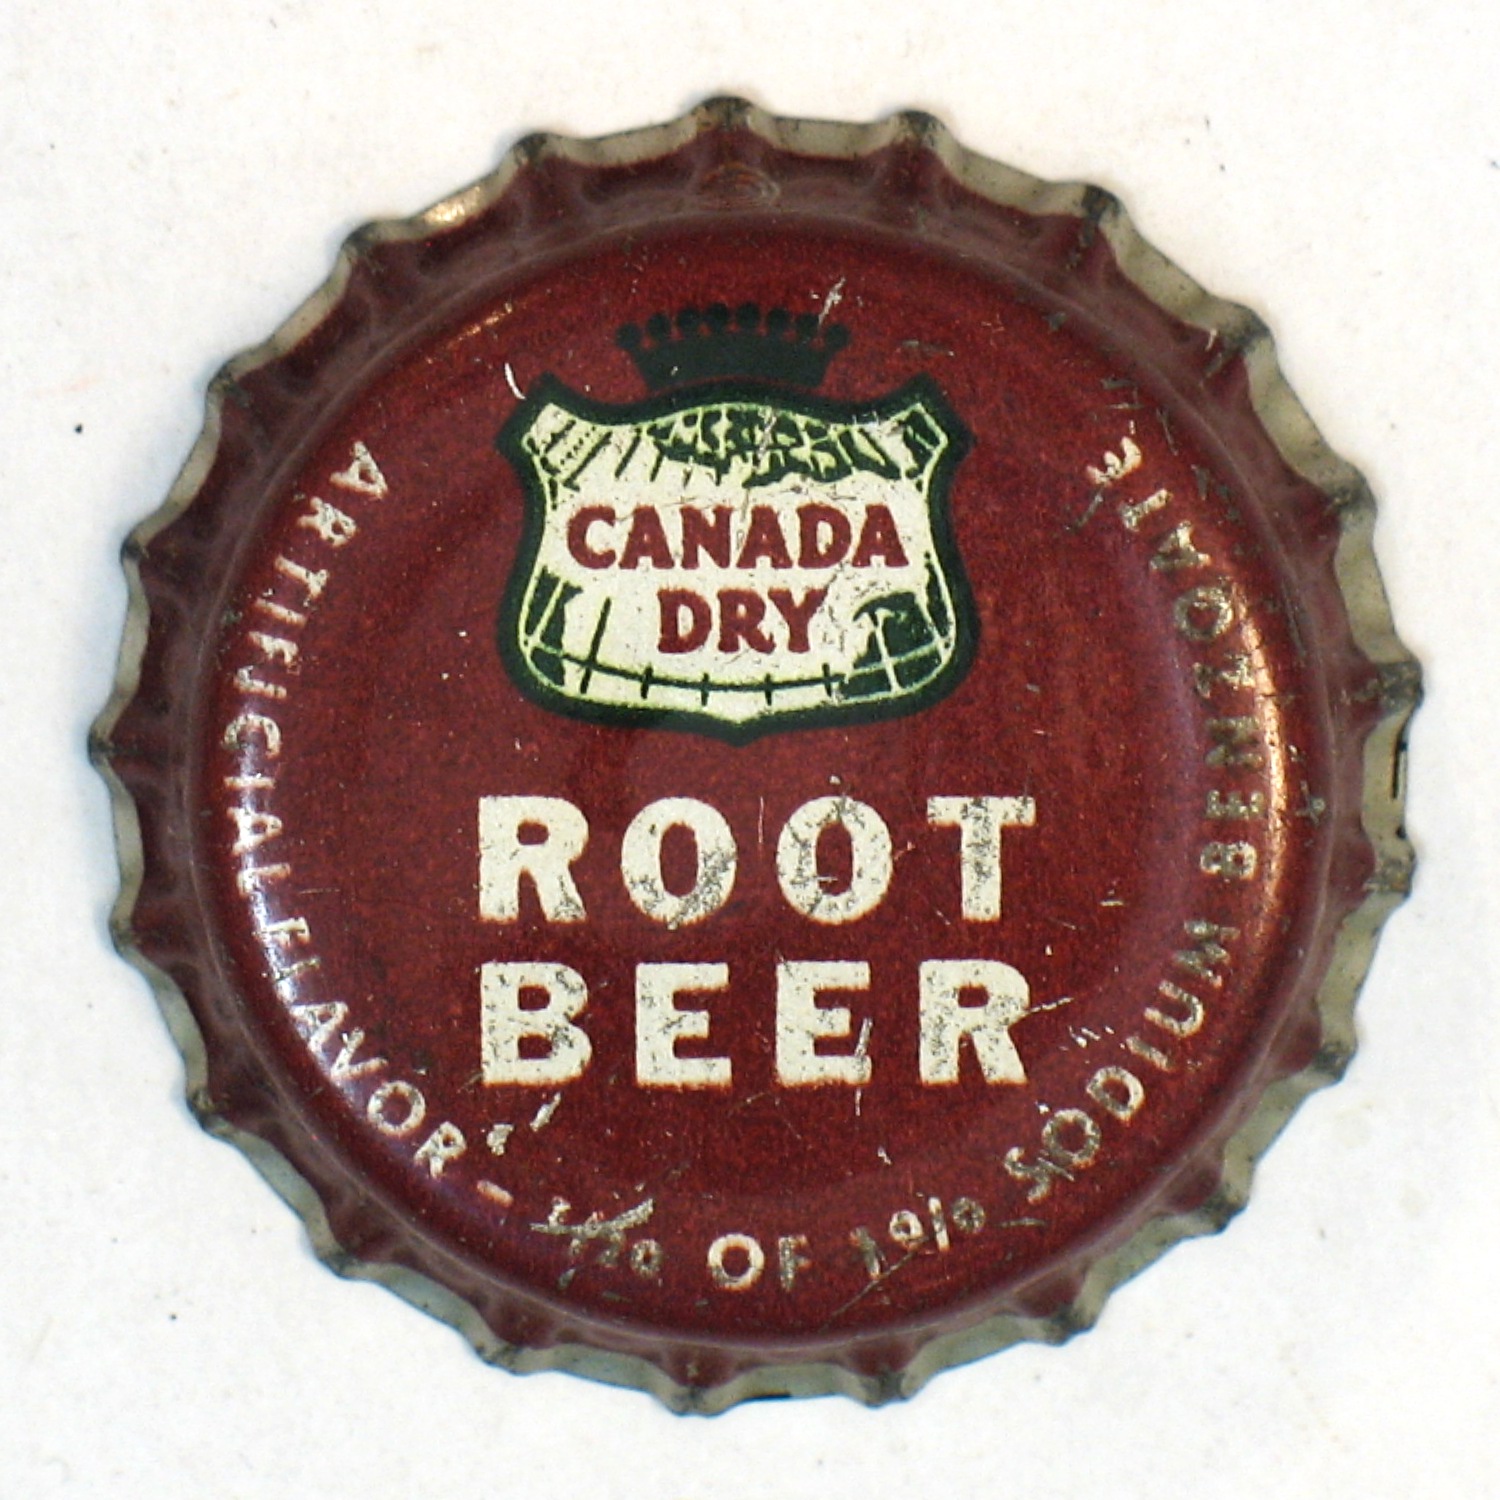 CANADA
DRY
ROOT
BEER
ARTIFICIAL FLAVOR - 1/10 OF 1% SODIUM BENZOATE